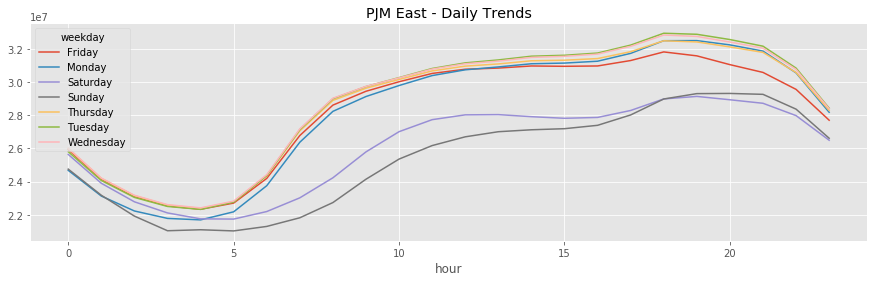 PJM East - Daily Trends
1e7
weekday
Friday
Monday
Saturday
Sunday
Thursday
Tuesday
Wednesday
3.2
3.0
2.8
2.6
2.4
2.2
0 5 10 15 20
hour